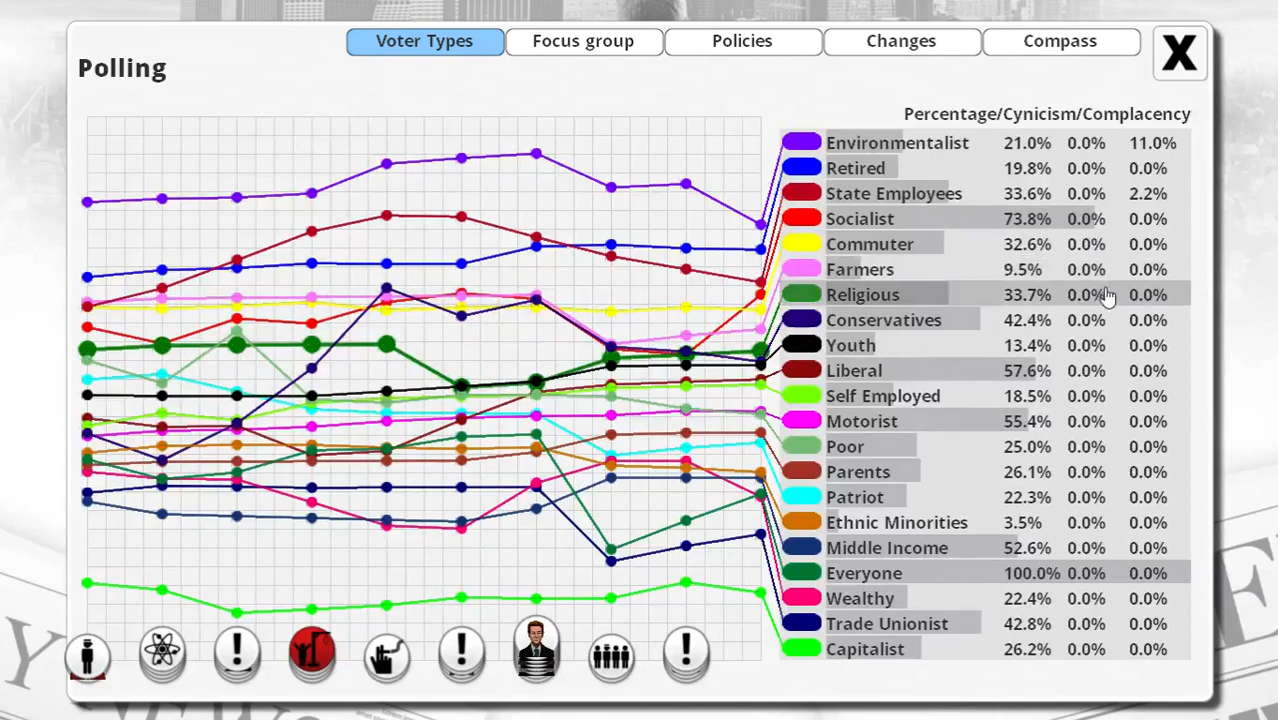 Voter Types Focus group Policies Changes Compass X
Polling
Percentage/Cynicism/Complacency
Environmentalist 21.0% 0.0% 11.0%
Retired 19.8% 0.0% 0.0%
State Employees 33.6% 0.0% 2.2%
Socialist 73.8% 0.0% 0.0%
Commuter 32.6% 0.0% 0.0%
Farmers 9.5% 0.0% 0.0%
Religious 33.7% 0.0% 0.0%
Conservatives 42.4% 0.0% 0.0%
Youth 13.4% 0.0% 0.0%
Liberal 57.6% 0.0% 0.0%
Self Employed 18.5% 0.0% 0.0%
Motorist 55.4% 0.0% 0.0%
Poor 25.0% 0.0% 0.0%
Parents 26.1% 0.0% 0.0%
Patriot 22.3% 0.0% 0.0%
Ethnic Minorities 3.5% 0.0% 0.0%
Middle Income 52.6% 0.0% 0.0%
Everyone 100.0% 0.0% 0.0%
Wealthy 22.4% 0.0% 0.0%
Trade Unionist 42.8% 0.0% 0.0%
Capitalist 26.2% 0.0% 0.0%